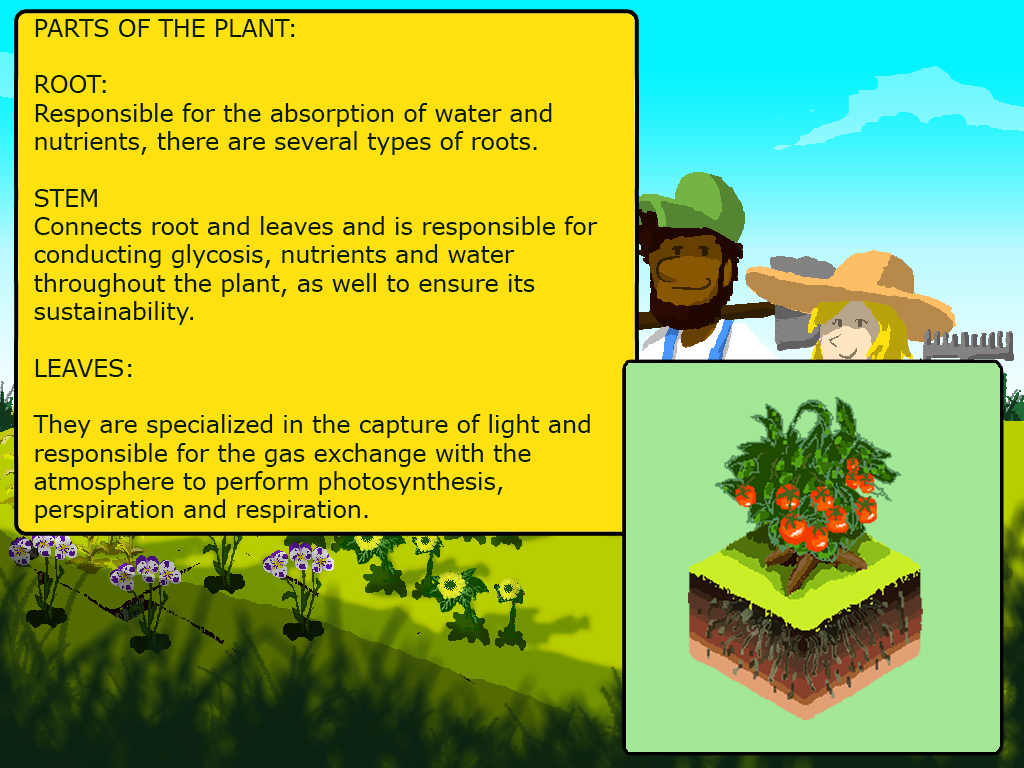 PARTS OF THE PLANT:
ROOT:
Responsible for the absorption of water and
nutrients, there are several types of roots.
STEM
Connects root and leaves and is responsible for
conducting glycosis, nutrients and water
throughout the plant, as well to ensure its
sustainability.
LEAVES:
They are specialized in the capture of light and
responsible for the gas exchange with the
atmosphere to perform photosynthesis,
perspiration and respiration.